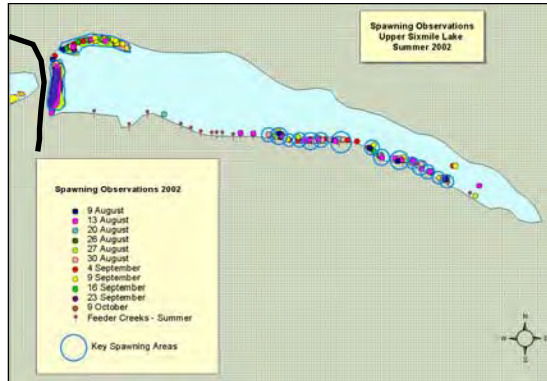 Spawning Observations
Upper Sixmile Lake
Summer 2002
Spawning Observations 2002
9 August
13 August
20 August
26 August
27 August
30 August
4 September
9 September
16 September
23 September
9 October
Feeder Creeks - Summer
Key Spawning Areas
N
W
E
S